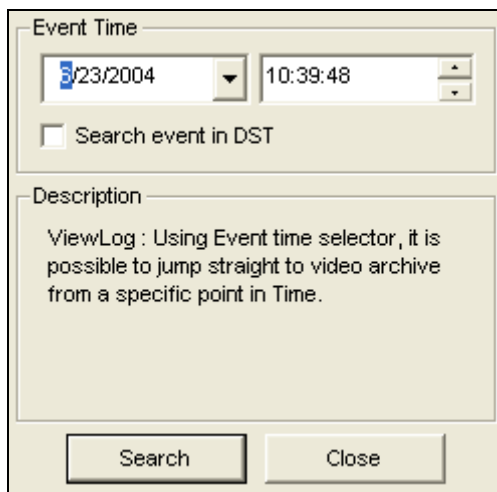 Event Time
6/23/2004
10:39:48
Search event in DST
Description
ViewLog : Using Event time selector, it is
possible to jump straight to video archive
from a specific point in Time.
Search
Close